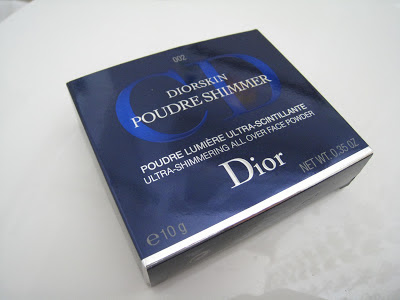 002
CD
DIORSKIN
POUDRE SHIMMER
POUDRE LUMIÈRE ULTRA-SCINTILLANTE
ULTRA-SHIMMERING ALL OVER FACE POWDER
Dior
℮10 g
NET WT. 0.35 OZ